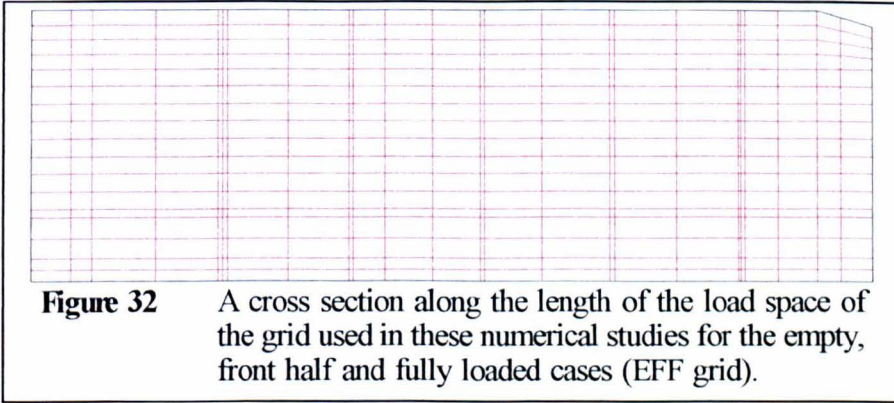 Figure 32 A cross section along the length of the load space of
the grid used in these numerical studies for the empty,
front half and fully loaded cases (EFF grid).